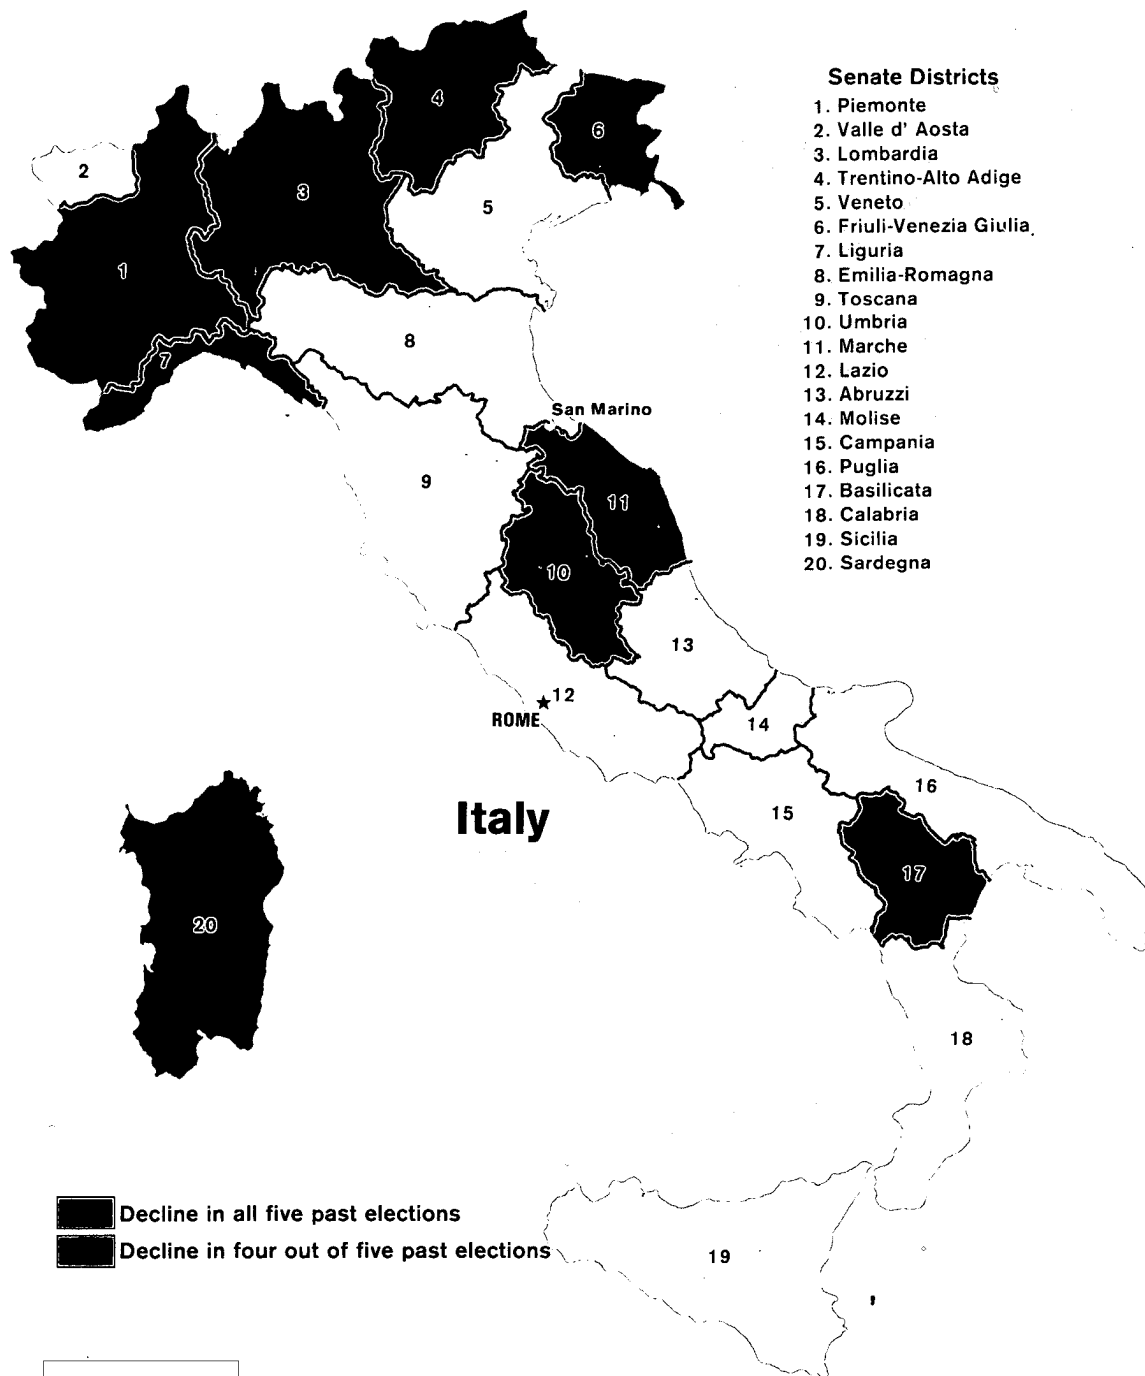 Senate Districts
1. Piemonte
2. Valle d' Aosta
3. Lombardia
4. Trentino-Alto Adige
5. Veneto
6. Friuli-Venezia Giulia
7. Liguria
8. Emilia-Romagna
9. Toscana
10. Umbria
11. Marche
12. Lazio
13. Abruzzi
14. Molise
15. Campania
16. Puglia
17. Basilicata
18. Calabria
19. Sicilia
20. Sardegna
4
6
2
3
5
1
8
7
San Marino
9
11
10
13
12
ROME
14
16
15
Italy
17
20
18
Decline in all five past elections
Decline in four out of five past elections
19